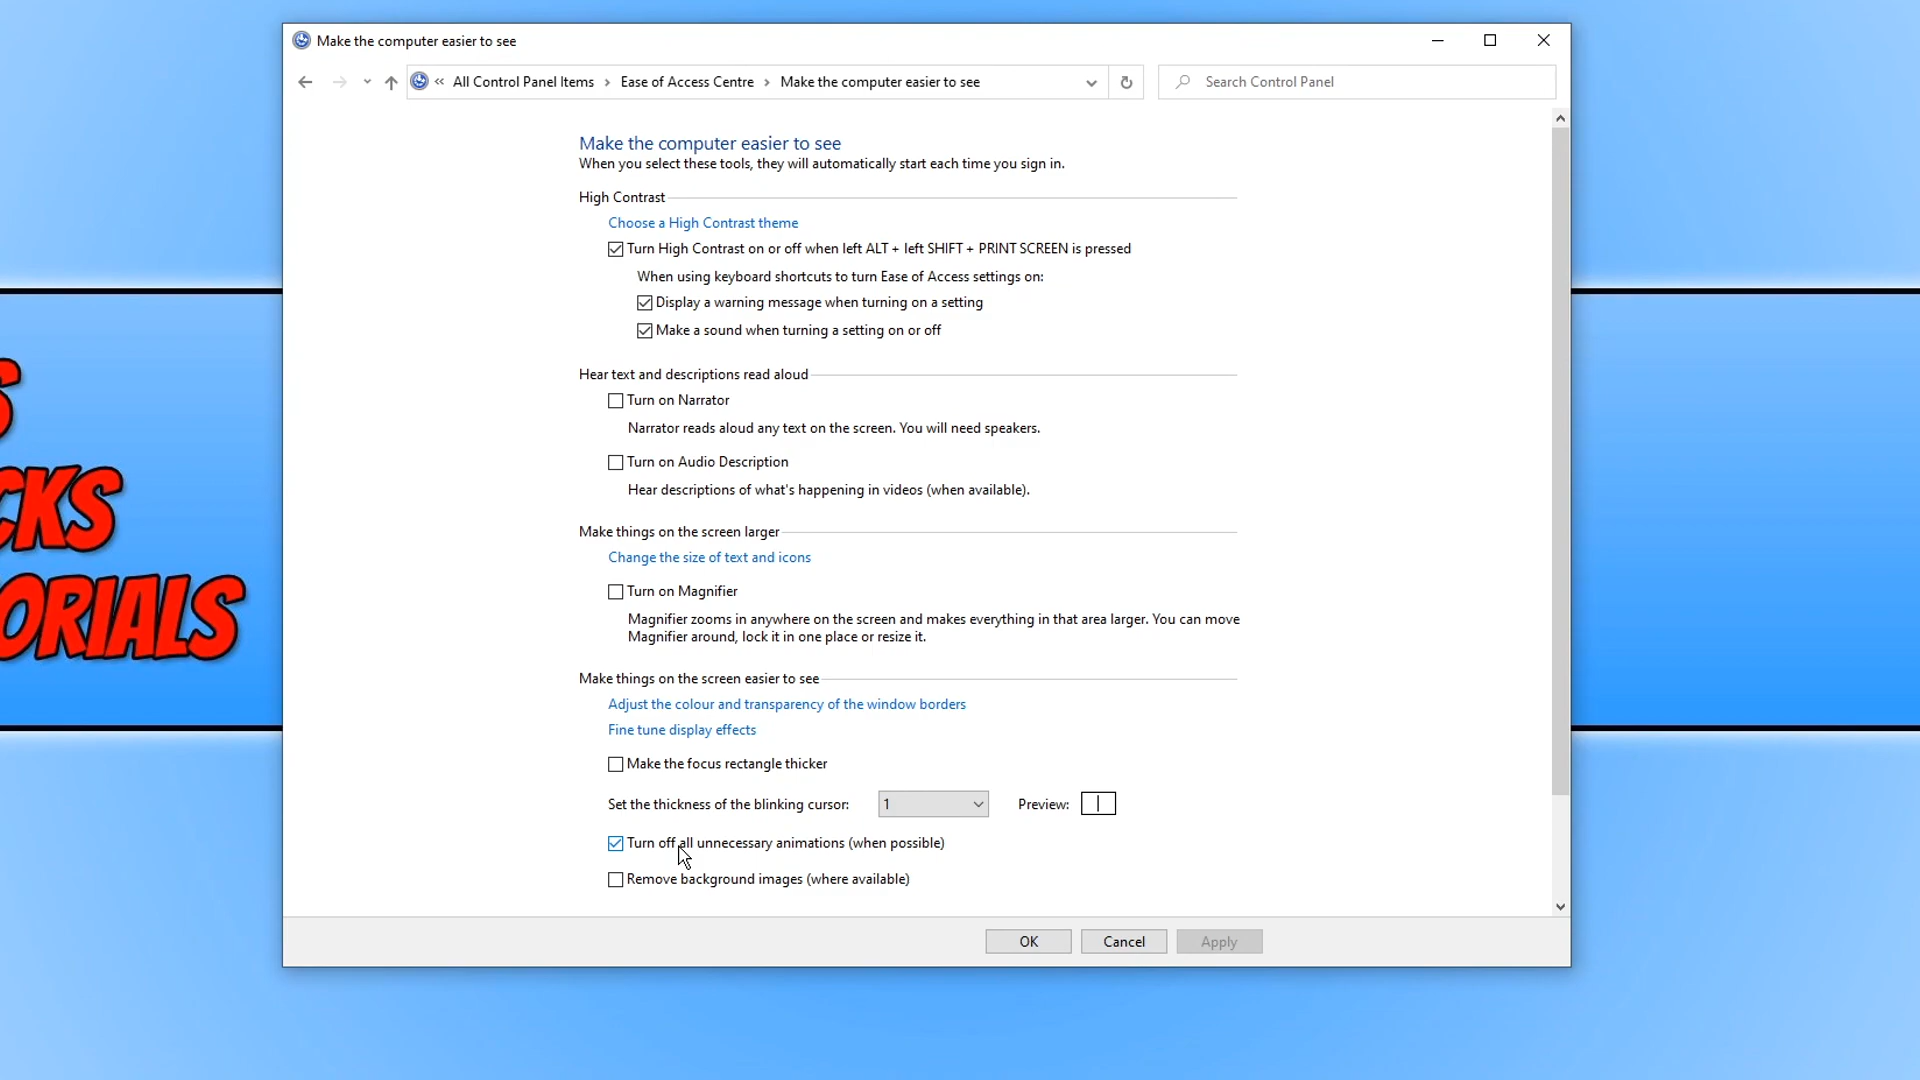 Make the computer easier to see
« All Control Panel Items › Ease of Access Centre › Make the computer easier to see
Search Control Panel
Make the computer easier to see
When you select these tools, they will automatically start each time you sign in.
High Contrast
Choose a High Contrast theme
Turn High Contrast on or off when left ALT + left SHIFT + PRINT SCREEN is pressed
When using keyboard shortcuts to turn Ease of Access settings on:
Display a warning message when turning on a setting
Make a sound when turning a setting on or off
Hear text and descriptions read aloud
Turn on Narrator
Narrator reads aloud any text on the screen. You will need speakers.
Turn on Audio Description
Hear descriptions of what's happening in videos (when available).
Make things on the screen larger
Change the size of text and icons
Turn on Magnifier
Magnifier zooms in anywhere on the screen and makes everything in that area larger. You can move
Magnifier around, lock it in one place or resize it.
Make things on the screen easier to see
Adjust the colour and transparency of the window borders
Fine tune display effects
Make the focus rectangle thicker
Set the thickness of the blinking cursor: 1 Preview:
Turn off all unnecessary animations (when possible)
Remove background images (where available)
OK Cancel Apply
S
CKS
ORIALS